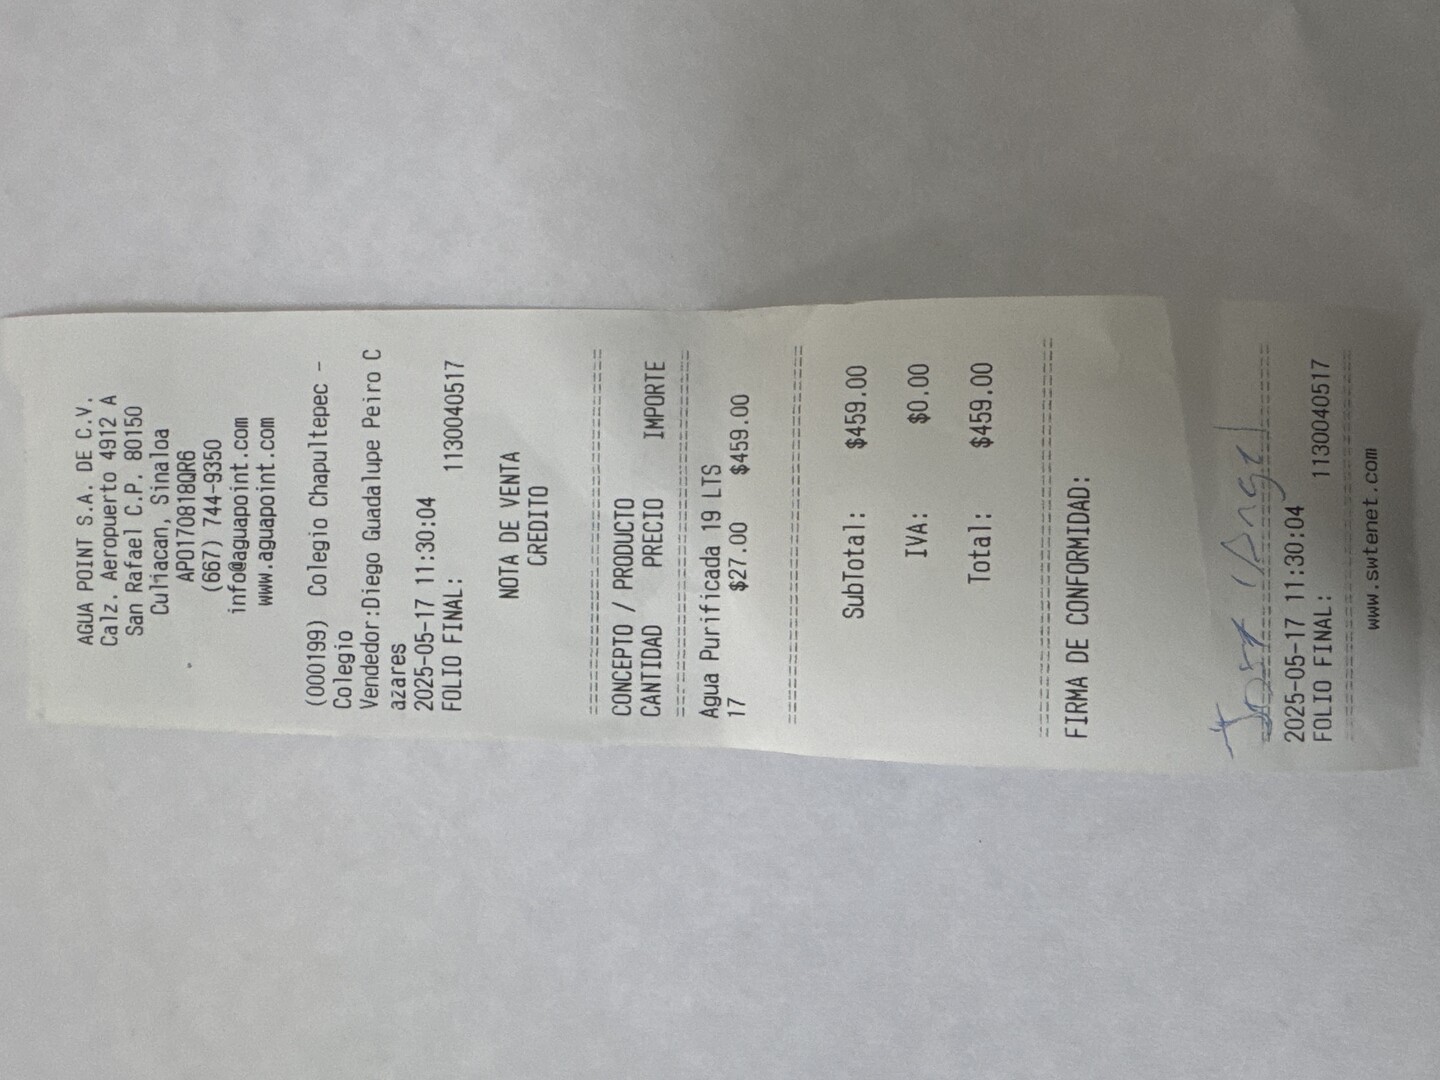 AGUA POINT S.A. DE C.V.
Calz. Aeropuerto 4912 A
San Rafael C.P. 80150
Culiacan, Sinaloa
APO170818QR6
(667) 744-9350
info@aguapoint.com
www.aguapoint.com
(000199) Colegio Chapultepec -
Colegio
Vendedor:Diego Guadalupe Peiro C
azares
2025-05-17 11:30:04
FOLIO FINAL: 1130040517
NOTA DE VENTA
CREDITO
CONCEPTO / PRODUCTO
CANTIDAD PRECIO IMPORTE
Agua Purificada 19 LTS
17 $27.00 $459.00
SubTotal: $459.00
IVA: $0.00
Total: $459.00
FIRMA DE CONFORMIDAD:
Jose Angel
2025-05-17 11:30:04
FOLIO FINAL: 1130040517
www.swtenet.com